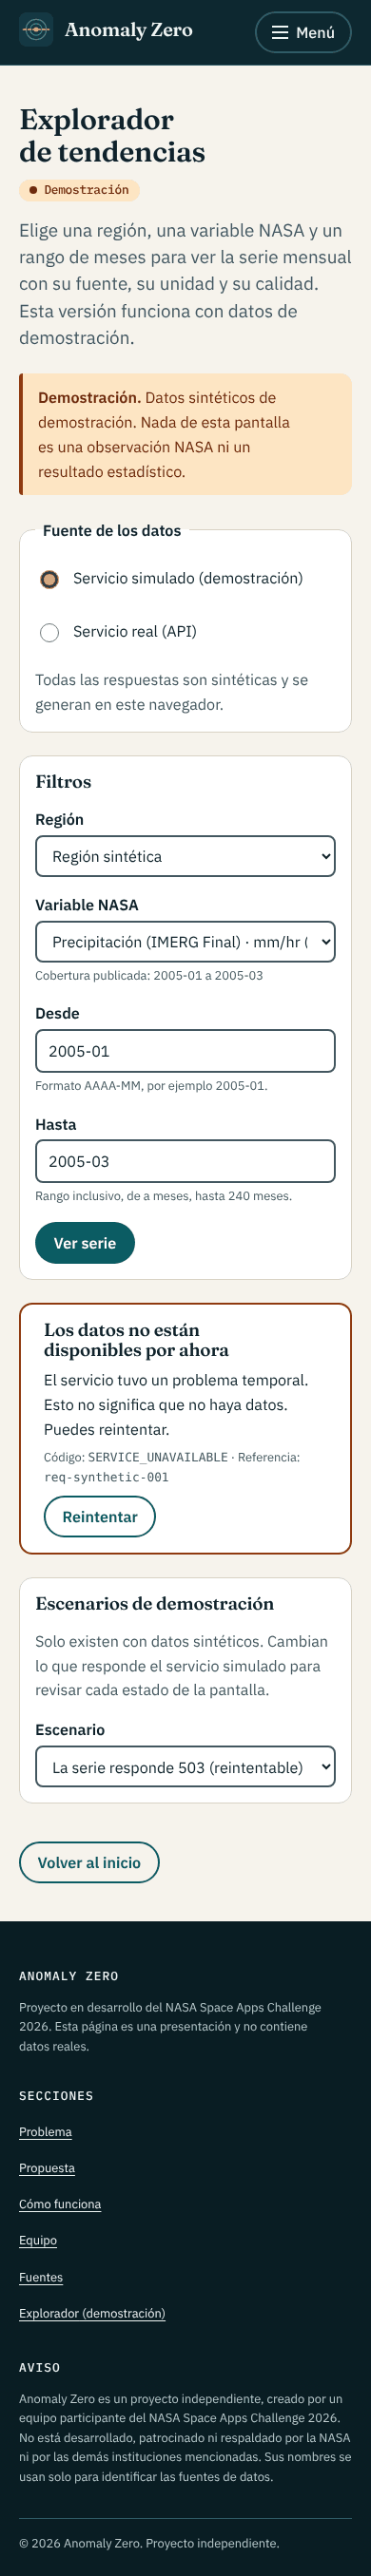 Anomaly Zero
Menú
Explorador
de tendencias
Demostración
Elige una región, una variable NASA y un
rango de meses para ver la serie mensual
con su fuente, su unidad y su calidad.
Esta versión funciona con datos de
demostración.
Demostración. Datos sintéticos de
demostración. Nada de esta pantalla
es una observación NASA ni un
resultado estadístico.
Fuente de los datos
Servicio simulado (demostración)
Servicio real (API)
Todas las respuestas son sintéticas y se
generan en este navegador.
Filtros
Región
Región sintética
Variable NASA
Precipitación (IMERG Final) · mm/hr (
Cobertura publicada: 2005-01 a 2005-03
Desde
2005-01
Formato AAAA-MM, por ejemplo 2005-01.
Hasta
2005-03
Rango inclusivo, de a meses, hasta 240 meses.
Ver serie
Los datos no están
disponibles por ahora
El servicio tuvo un problema temporal.
Esto no significa que no haya datos.
Puedes reintentar.
Código: SERVICE_UNAVAILABLE · Referencia:
req-synthetic-001
Reintentar
Escenarios de demostración
Solo existen con datos sintéticos. Cambian
lo que responde el servicio simulado para
revisar cada estado de la pantalla.
Escenario
La serie responde 503 (reintentable)
Volver al inicio
ANOMALY ZERO
Proyecto en desarrollo del NASA Space Apps Challenge
2026. Esta página es una presentación y no contiene
datos reales.
SECCIONES
Problema
Propuesta
Cómo funciona
Equipo
Fuentes
Explorador (demostración)
AVISO
Anomaly Zero es un proyecto independiente, creado por un
equipo participante del NASA Space Apps Challenge 2026.
No está desarrollado, patrocinado ni respaldado por la NASA
ni por las demás instituciones mencionadas. Sus nombres se
usan solo para identificar las fuentes de datos.
© 2026 Anomaly Zero. Proyecto independiente.